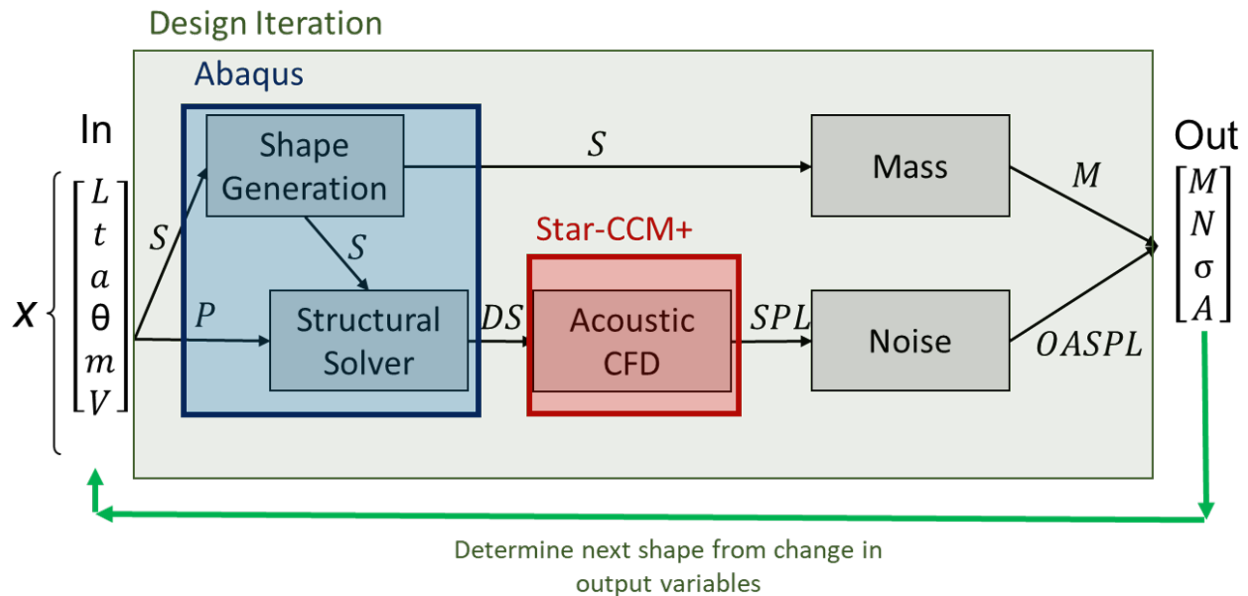 Design Iteration
Abaqus
In
Out
Shape
Generation
S
Mass
M
L
t
a
θ
m
V
x
S
S
P
Structural
Solver
DS
Star-CCM+
Acoustic
CFD
SPL
Noise
OASPL
M
N
σ
A
Determine next shape from change in
output variables